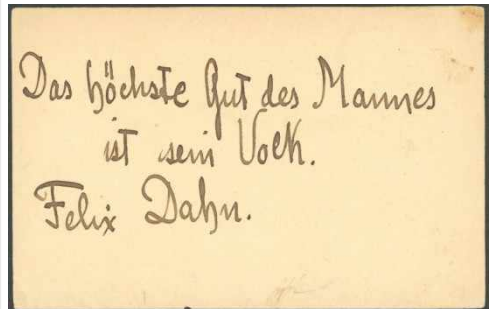 Das höchste Gut des Mannes
ist sein Volk.
Felix Dahn.